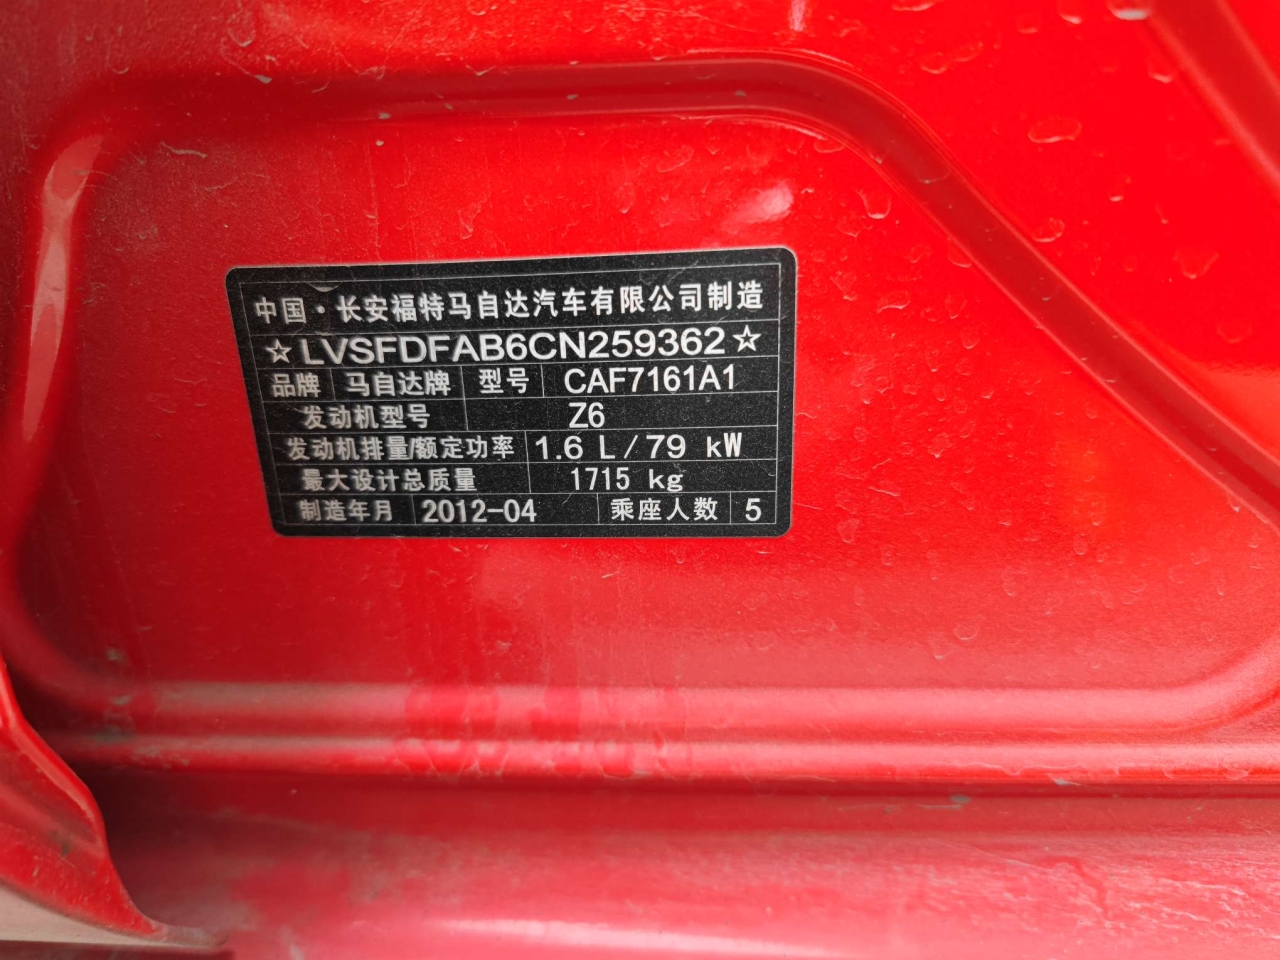 中国·长安福特马自达汽车有限公司制造
☆LVSFDFAB6CN259362☆
品牌 马自达牌 型号 CAF7161A1
发动机型号 Z6
发动机排量/额定功率 1.6 L/79 kW
最大设计总质量 1715 kg
制造年月 2012-04 乘座人数 5